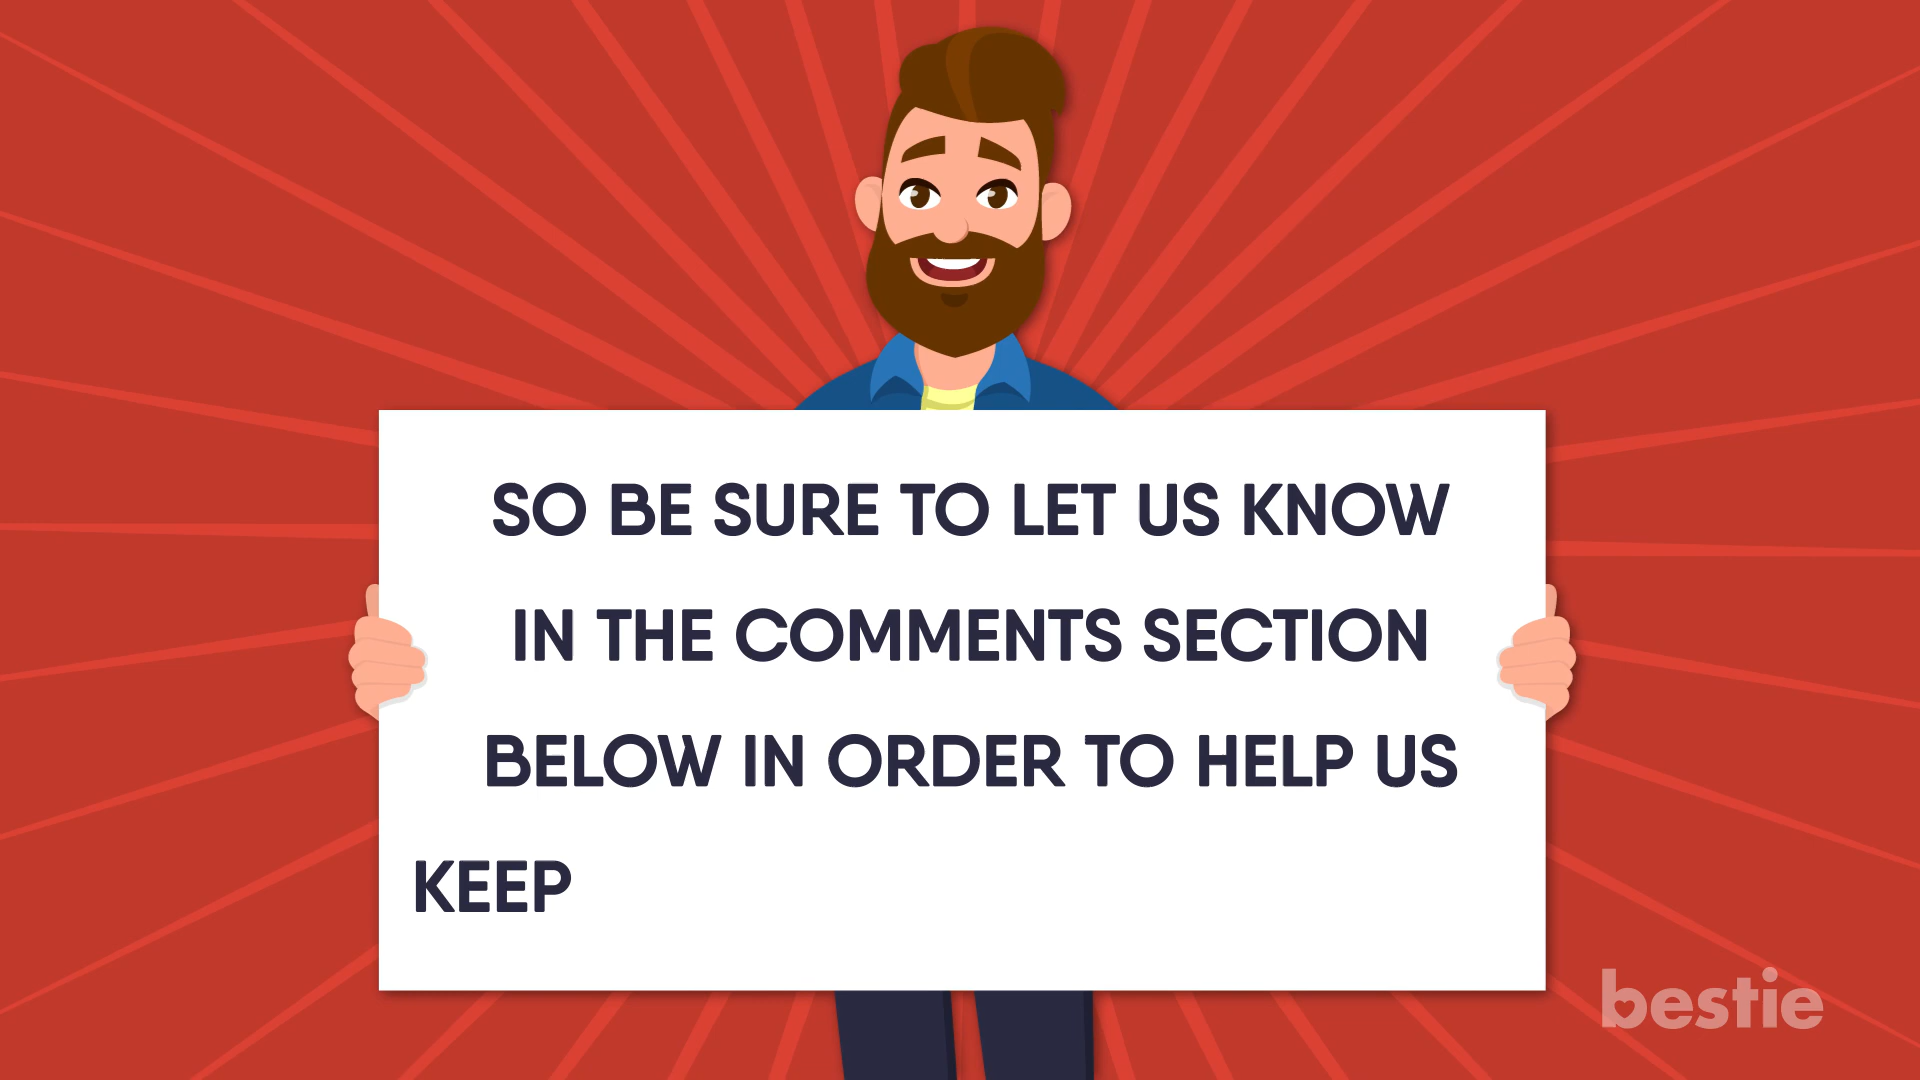 SO BE SURE TO LET US KNOW
IN THE COMMENTS SECTION
BELOW IN ORDER TO HELP US
KEEP
bestie